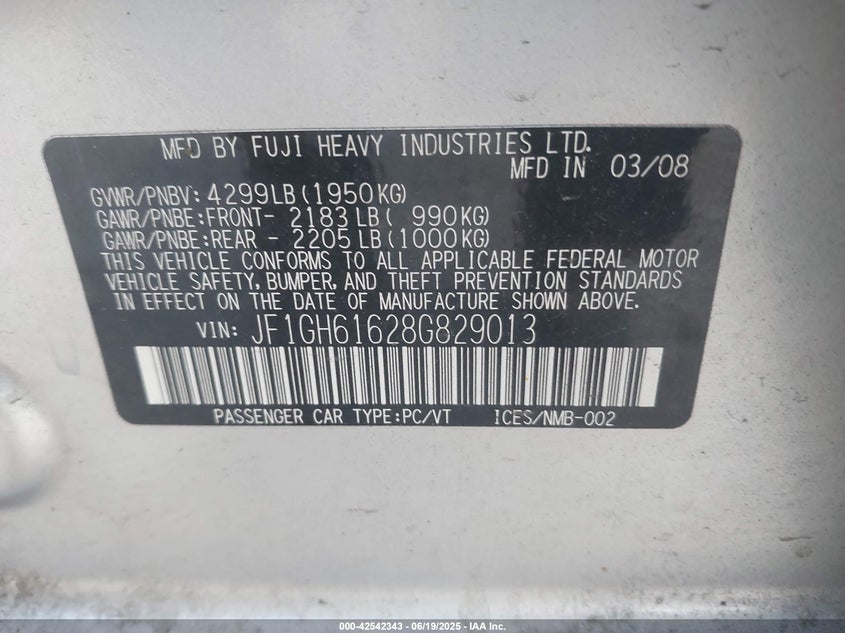 MFD BY FUJI HEAVY INDUSTRIES LTD.
MFD IN 03/08
GVWR/PNBV: 4299LB (1950KG)
GAWR/PNBE:FRONT- 2183 LB ( 990KG)
GAWR/PNBE:REAR - 2205 LB (1000KG)
THIS VEHICLE CONFORMS TO ALL APPLICABLE FEDERAL MOTOR
VEHICLE SAFETY, BUMPER, AND THEFT PREVENTION STANDARDS
IN EFFECT ON THE DATE OF MANUFACTURE SHOWN ABOVE.
VIN: JF1GH61628G829013
PASSENGER CAR TYPE:PC/VT ICES/NMB-002
000-42542343 - 06/19/2025 - IAA Inc.